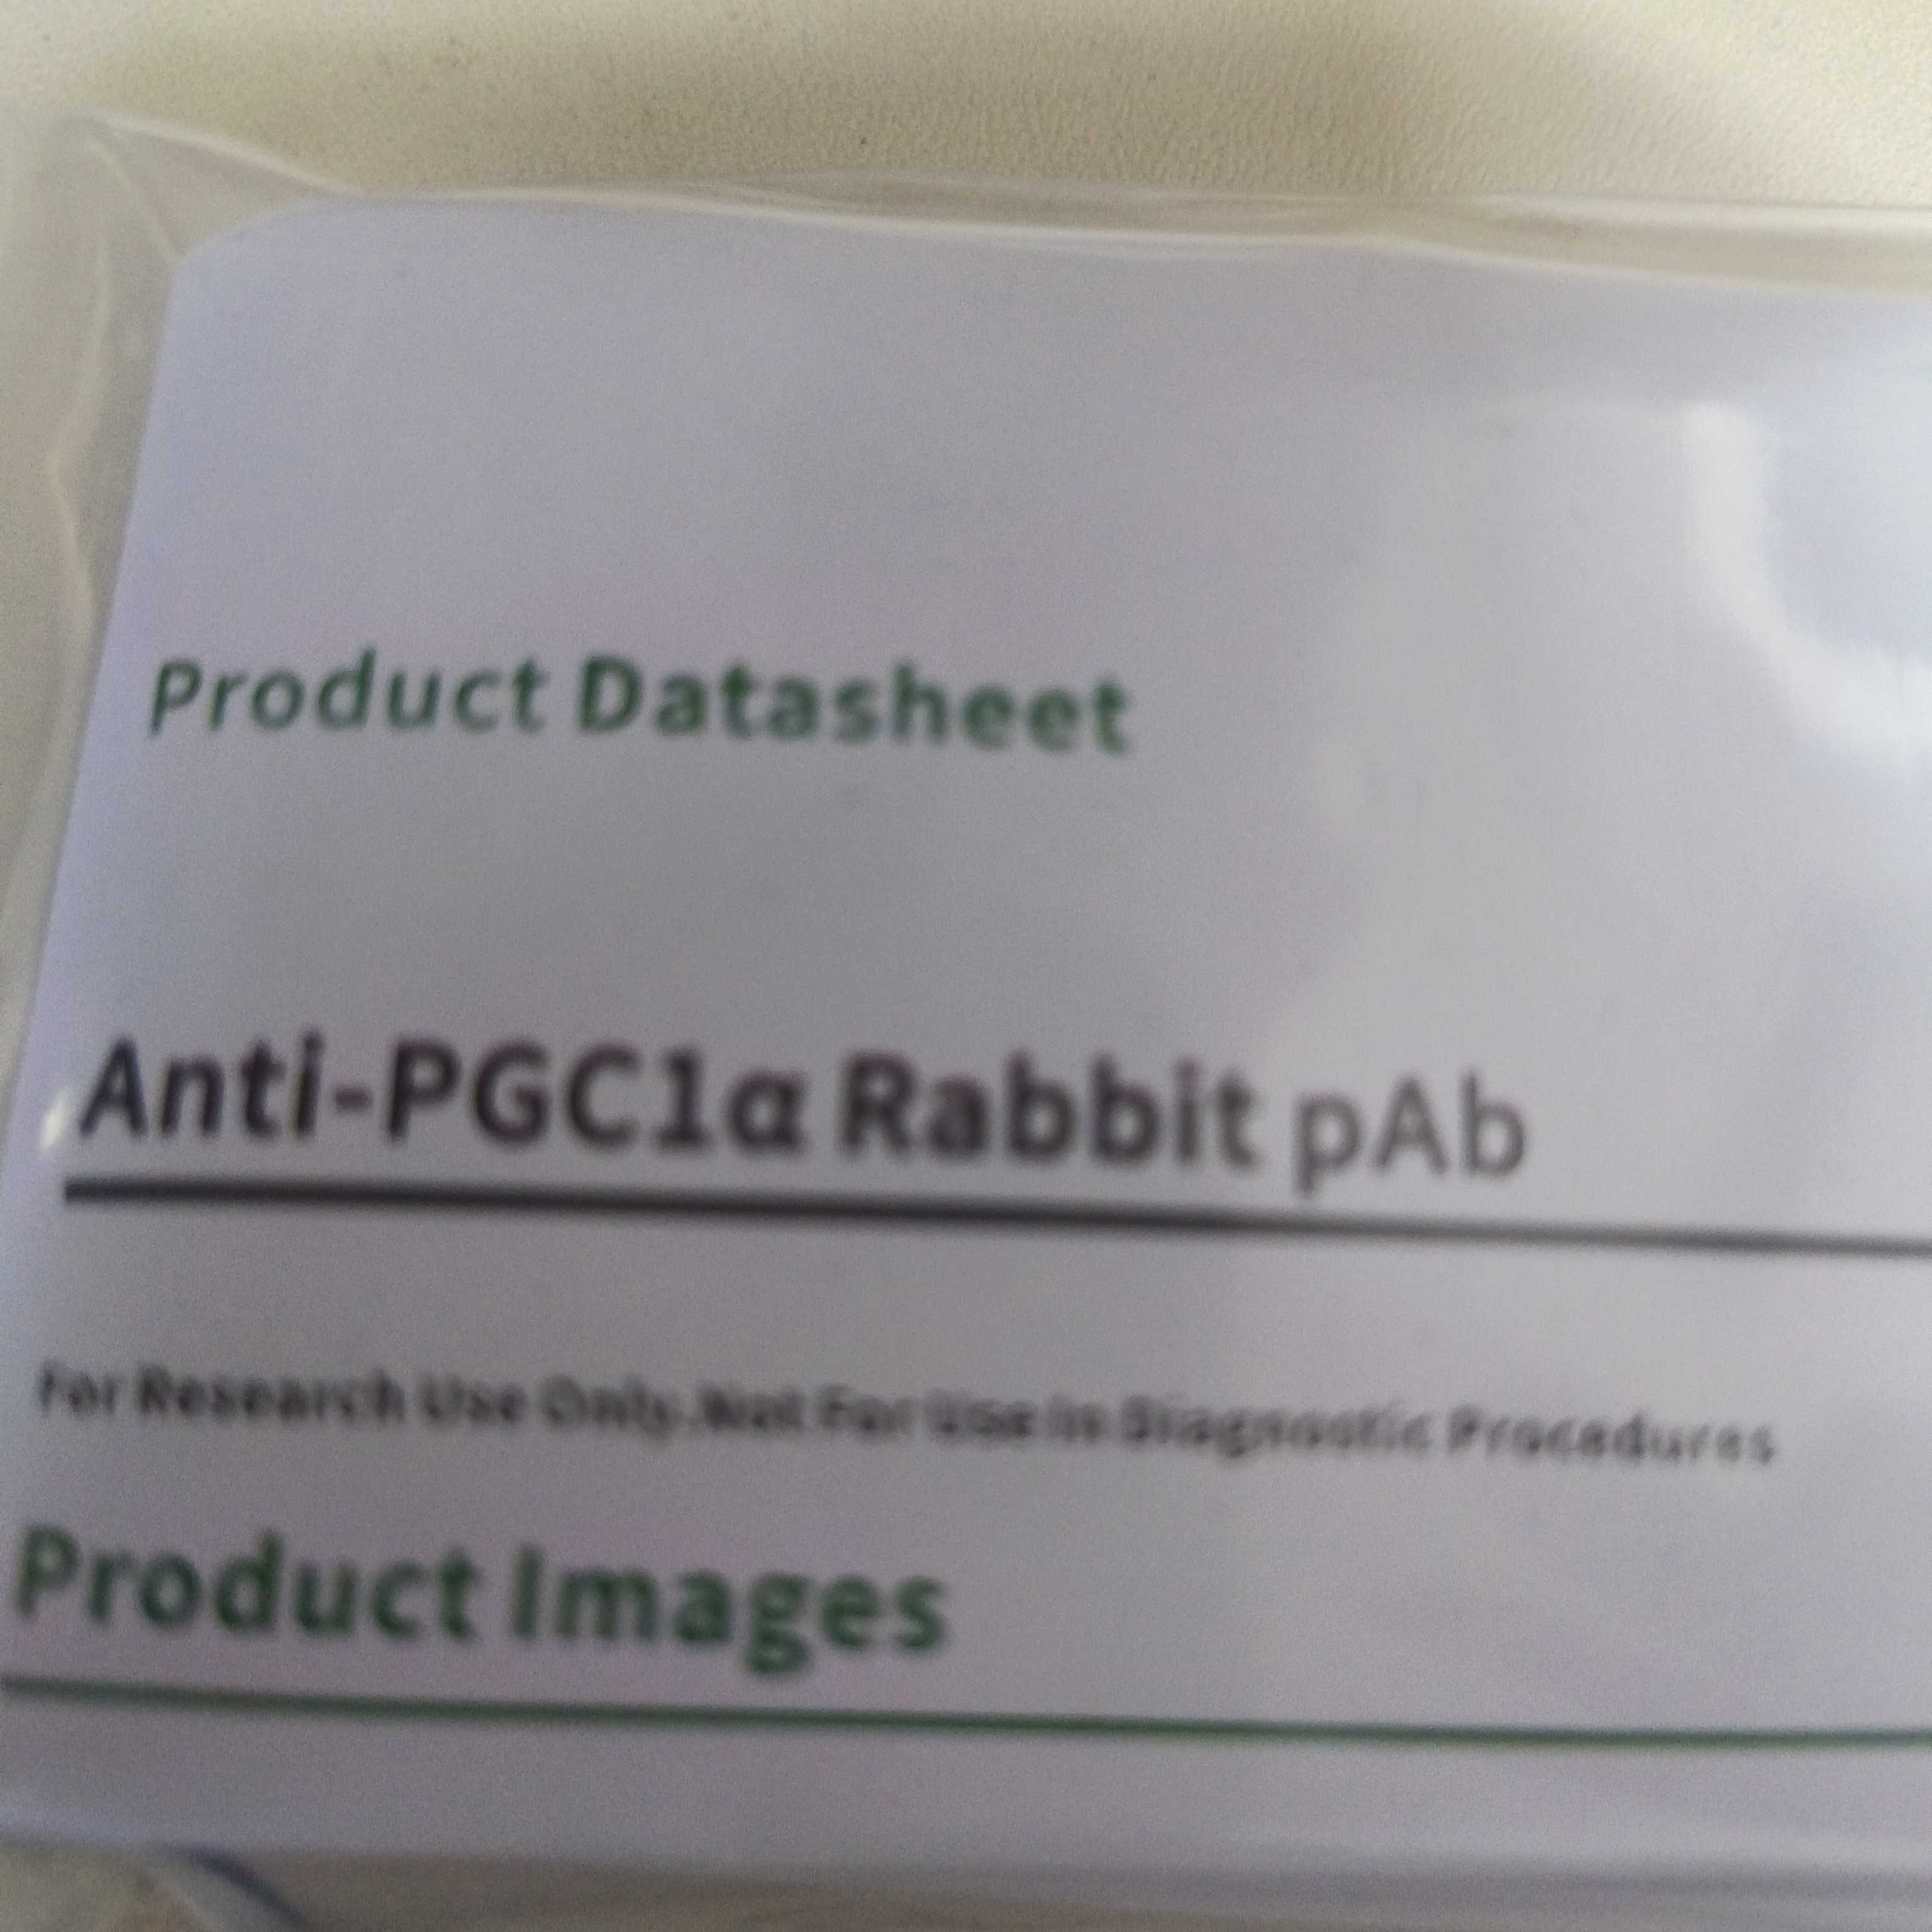 Product Datasheet
Anti-PGC1α Rabbit pAb
For Research Use Only.Not For Use in Diagnostic Procedures
Product Images